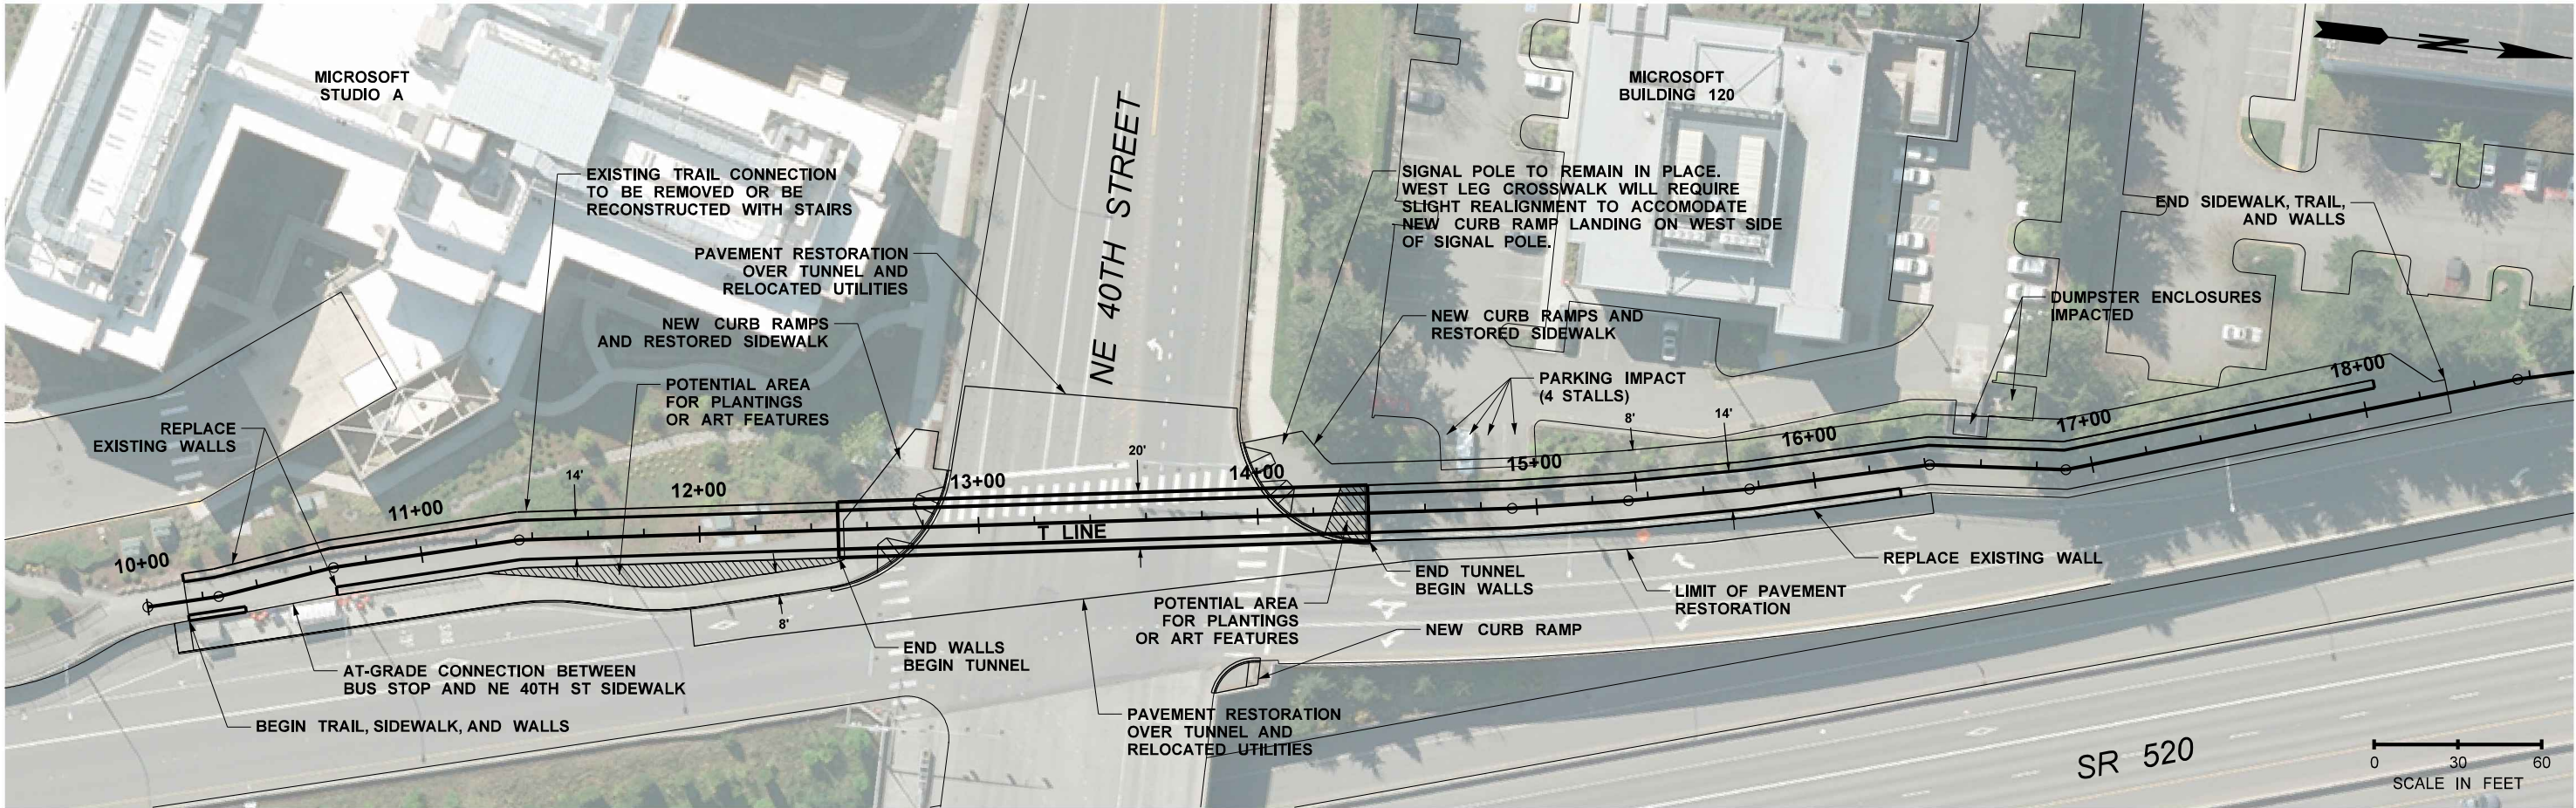 MICROSOFT
STUDIO A
MICROSOFT
BUILDING 120
N
EXISTING TRAIL CONNECTION
TO BE REMOVED OR BE
RECONSTRUCTED WITH STAIRS
NE 40TH STREET
SIGNAL POLE TO REMAIN IN PLACE.
WEST LEG CROSSWALK WILL REQUIRE
SLIGHT REALIGNMENT TO ACCOMODATE
NEW CURB RAMP LANDING ON WEST SIDE
OF SIGNAL POLE.
END SIDEWALK, TRAIL,
AND WALLS
PAVEMENT RESTORATION
OVER TUNNEL AND
RELOCATED UTILITIES
NEW CURB RAMPS
AND RESTORED SIDEWALK
NEW CURB RAMPS AND
RESTORED SIDEWALK
DUMPSTER ENCLOSURES
IMPACTED
POTENTIAL AREA
FOR PLANTINGS
OR ART FEATURES
PARKING IMPACT
(4 STALLS)
REPLACE
EXISTING WALLS
10+00
11+00
12+00
13+00
14+00
15+00
16+00
17+00
18+00
14'
20'
8'
14'
T LINE
8'
END WALLS
BEGIN TUNNEL
END TUNNEL
BEGIN WALLS
REPLACE EXISTING WALL
LIMIT OF PAVEMENT
RESTORATION
POTENTIAL AREA
FOR PLANTINGS
OR ART FEATURES
NEW CURB RAMP
AT-GRADE CONNECTION BETWEEN
BUS STOP AND NE 40TH ST SIDEWALK
BEGIN TRAIL, SIDEWALK, AND WALLS
PAVEMENT RESTORATION
OVER TUNNEL AND
RELOCATED UTILITIES
SR 520
0 30 60
SCALE IN FEET